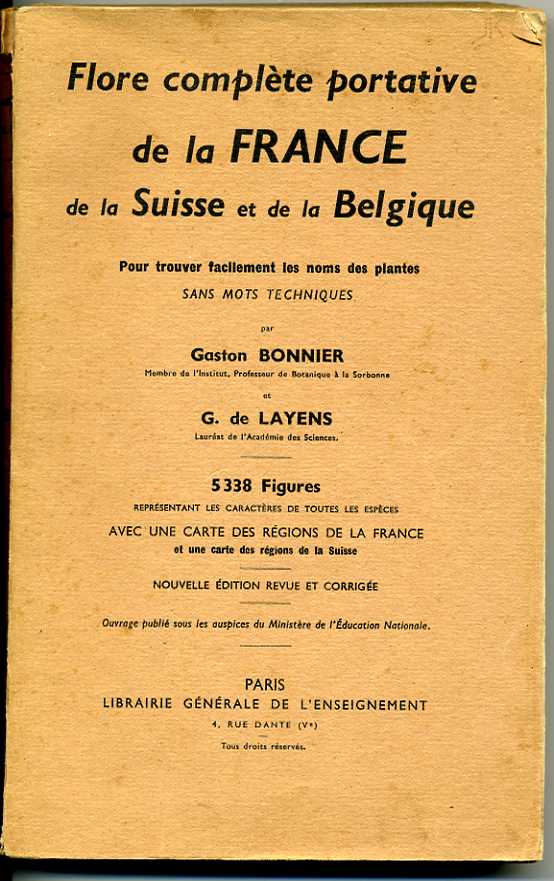 Flore complète portative
de la FRANCE
de la Suisse et de la Belgique
Pour trouver facilement les noms des plantes
SANS MOTS TECHNIQUES
par
Gaston BONNIER
Membre de l'Institut, Professeur de Botanique à la Sorbonne
et
G. de LAYENS
Lauréat de l'Académie des Sciences.
5338 Figures
REPRÉSENTANT LES CARACTÈRES DE TOUTES LES ESPÈCES
AVEC UNE CARTE DES RÉGIONS DE LA FRANCE
et une carte des régions de la Suisse
NOUVELLE ÉDITION REVUE ET CORRIGÉE
Ouvrage publié sous les auspices du Ministère de l'Éducation Nationale.
PARIS
LIBRAIRIE GÉNÉRALE DE L'ENSEIGNEMENT
4, RUE DANTE (Vᵉ)
Tous droits réservés.